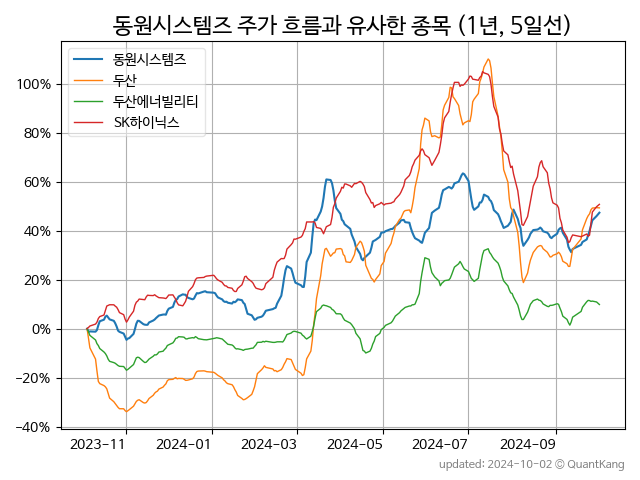 동원시스템즈 주가 흐름과 유사한 종목 (1년, 5일선)
동원시스템즈
두산
두산에너빌리티
SK하이닉스
100%
80%
60%
40%
20%
0%
−20%
−40%
2023-11 2024-01 2024-03 2024-05 2024-07 2024-09
updated: 2024-10-02 © QuantKang